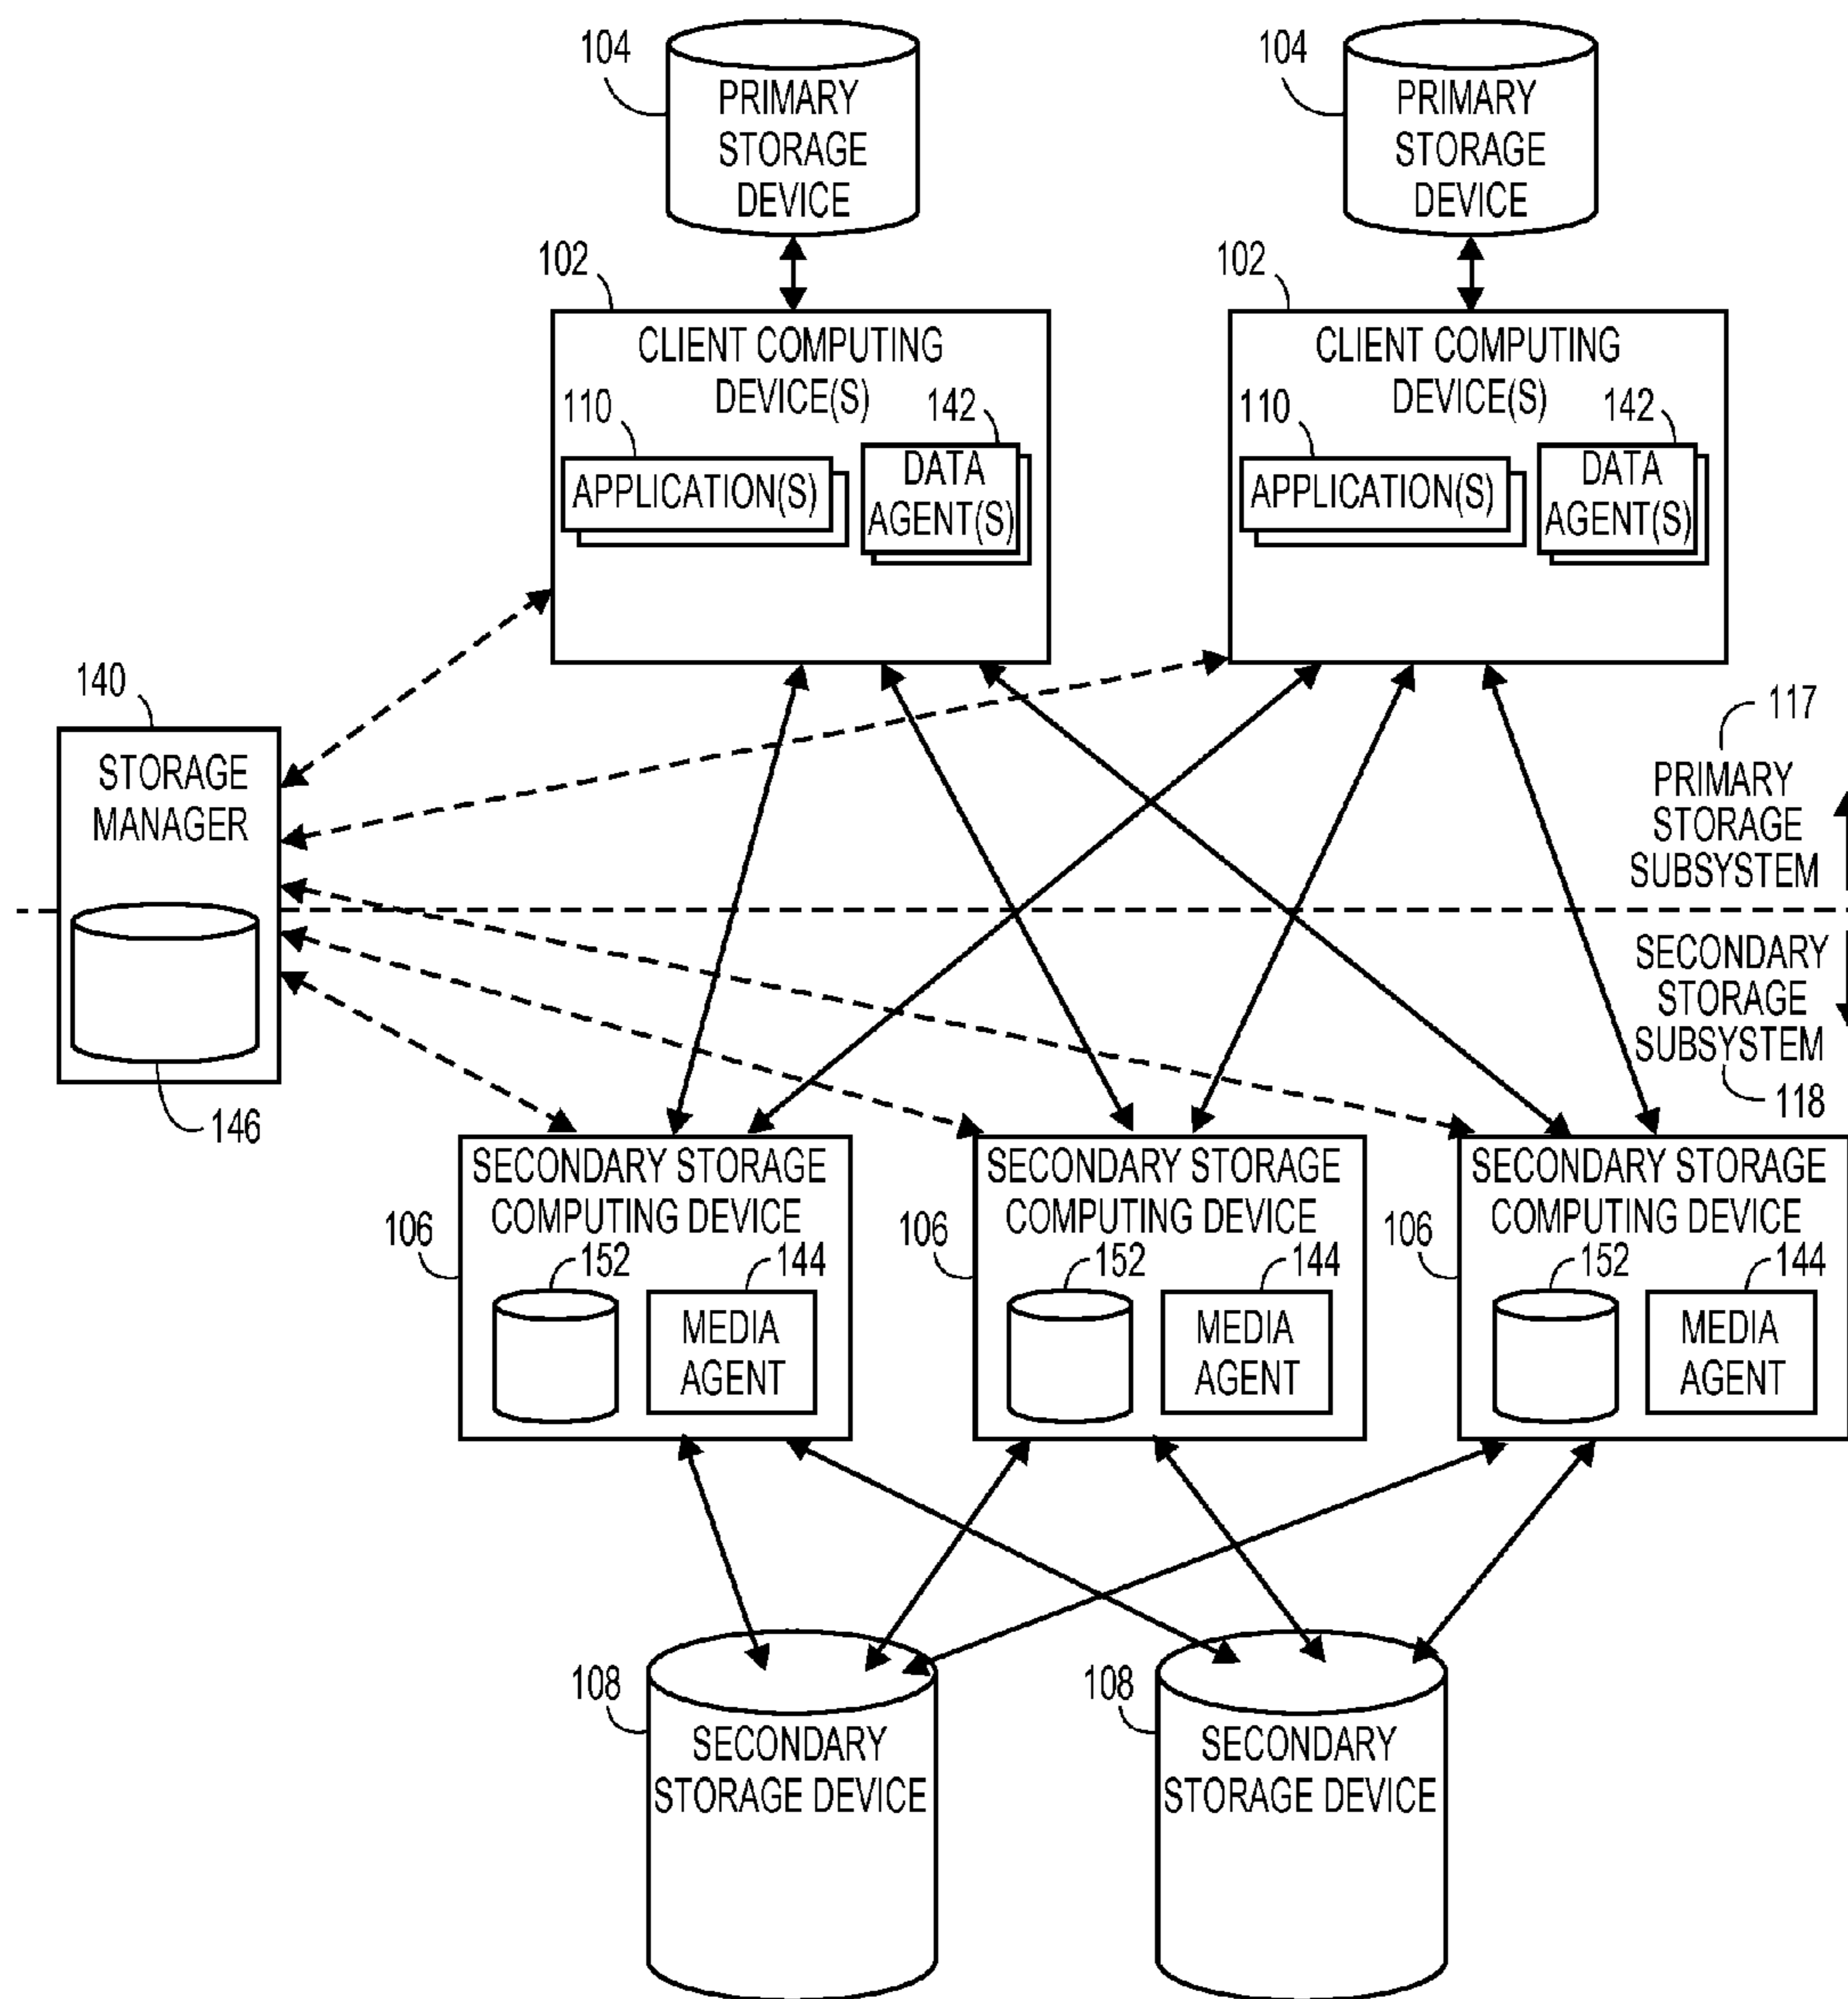 104
PRIMARY
STORAGE
DEVICE
104
PRIMARY
STORAGE
DEVICE
102
CLIENT COMPUTING
DEVICE(S)
110
APPLICATION(S)
142
DATA
AGENT(S)
102
CLIENT COMPUTING
DEVICE(S)
110
APPLICATION(S)
142
DATA
AGENT(S)
140
STORAGE
MANAGER
146
117
PRIMARY
STORAGE
SUBSYSTEM
SECONDARY
STORAGE
SUBSYSTEM
118
106
SECONDARY STORAGE
COMPUTING DEVICE
152
144
MEDIA
AGENT
106
SECONDARY STORAGE
COMPUTING DEVICE
152
144
MEDIA
AGENT
106
SECONDARY STORAGE
COMPUTING DEVICE
152
144
MEDIA
AGENT
108
SECONDARY
STORAGE DEVICE
108
SECONDARY
STORAGE DEVICE